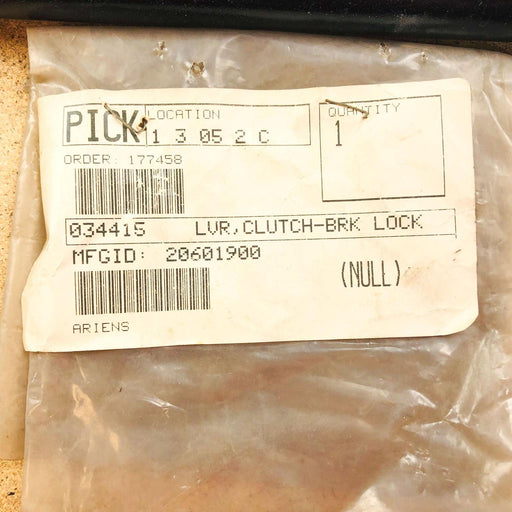 PICK LOCATION QUANTITY
1 3 05 2 C 1
ORDER: 177458
034415 LVR,CLUTCH-BRK LOCK
MFGID: 20601900
(NULL)
ARIENS